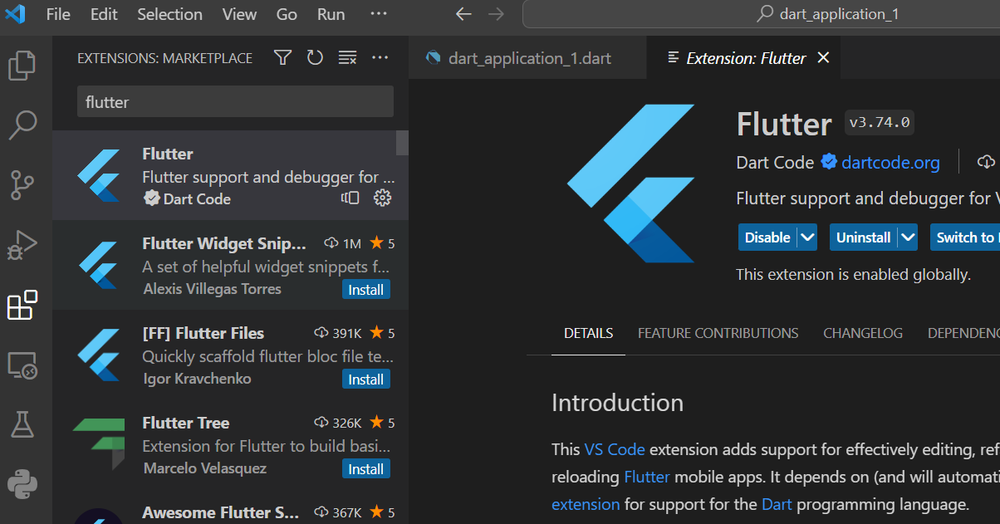 File Edit Selection View Go Run ···
dart_application_1
EXTENSIONS: MARKETPLACE
flutter
Flutter
Flutter support and debugger for ...
Dart Code
Flutter Widget Snip... 1M ★ 5
A set of helpful widget snippets f...
Alexis Villegas Torres Install
[FF] Flutter Files 391K ★ 5
Quickly scaffold flutter bloc file te...
Igor Kravchenko Install
Flutter Tree 326K ★ 5
Extension for Flutter to build basi...
Marcelo Velasquez Install
Awesome Flutter S... 367K ★ 5
dart_application_1.dart
Extension: Flutter
Flutter v3.74.0
Dart Code dartcode.org
Flutter support and debugger for
Disable Uninstall Switch to
This extension is enabled globally.
DETAILS FEATURE CONTRIBUTIONS CHANGELOG DEPENDENC
Introduction
This VS Code extension adds support for effectively editing, ref
reloading Flutter mobile apps. It depends on (and will automati
extension for support for the Dart programming language.